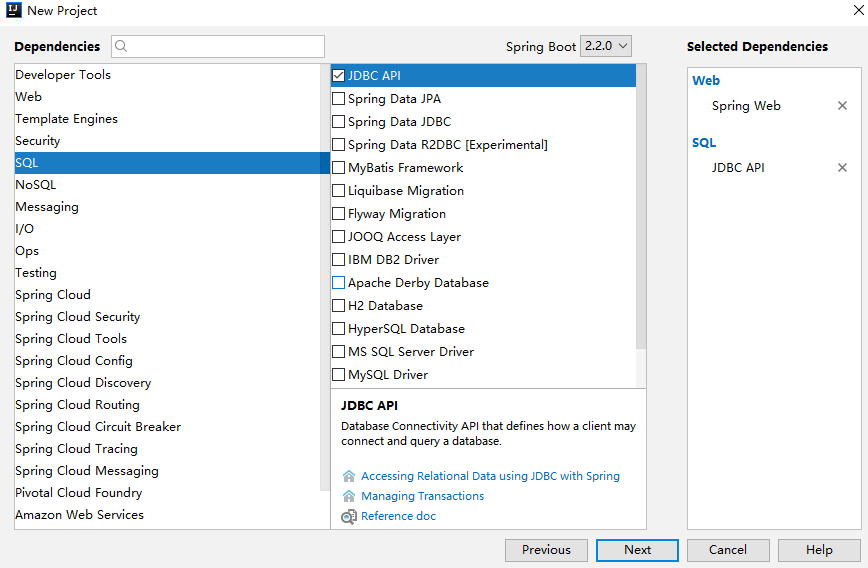 IJ New Project
Dependencies
Spring Boot 2.2.0
Selected Dependencies
Developer Tools
Web
Template Engines
Security
SQL
NoSQL
Messaging
I/O
Ops
Testing
Spring Cloud
Spring Cloud Security
Spring Cloud Tools
Spring Cloud Config
Spring Cloud Discovery
Spring Cloud Routing
Spring Cloud Circuit Breaker
Spring Cloud Tracing
Spring Cloud Messaging
Pivotal Cloud Foundry
Amazon Web Services
JDBC API
Spring Data JPA
Spring Data JDBC
Spring Data R2DBC [Experimental]
MyBatis Framework
Liquibase Migration
Flyway Migration
JOOQ Access Layer
IBM DB2 Driver
Apache Derby Database
H2 Database
HyperSQL Database
MS SQL Server Driver
MySQL Driver
JDBC API
Database Connectivity API that defines how a client may
connect and query a database.
Accessing Relational Data using JDBC with Spring
Managing Transactions
Reference doc
Web
Spring Web
SQL
JDBC API
Previous
Next
Cancel
Help